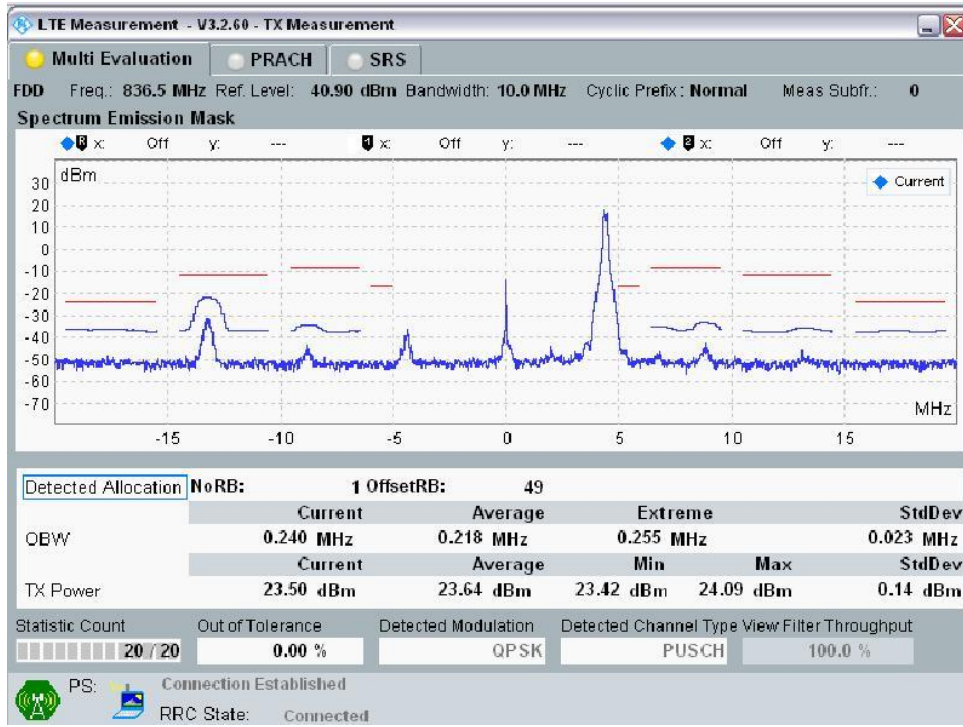 LTE Measurement - V3.2.60 - TX Measurement
Multi Evaluation PRACH SRS
FDD Freq.: 836.5 MHz Ref. Level: 40.90 dBm Bandwidth: 10.0 MHz Cyclic Prefix: Normal Meas Subfr.: 0
Spectrum Emission Mask
R x: Off y: --- 1 x: Off y: --- 2 x: Off y: ---
dBm
Current
30
20
10
0
-10
-20
-30
-40
-50
-60
-70
MHz
-15 -10 -5 0 5 10 15
Detected Allocation NoRB: 1 OffsetRB: 49
Current Average Extreme StdDev
OBW 0.240 MHz 0.218 MHz 0.255 MHz 0.023 MHz
Current Average Min Max StdDev
TX Power 23.50 dBm 23.64 dBm 23.42 dBm 24.09 dBm 0.14 dBm
Statistic Count Out of Tolerance Detected Modulation Detected Channel Type View Filter Throughput
20 / 20 0.00 % QPSK PUSCH 100.0 %
PS: Connection Established
RRC State: Connected